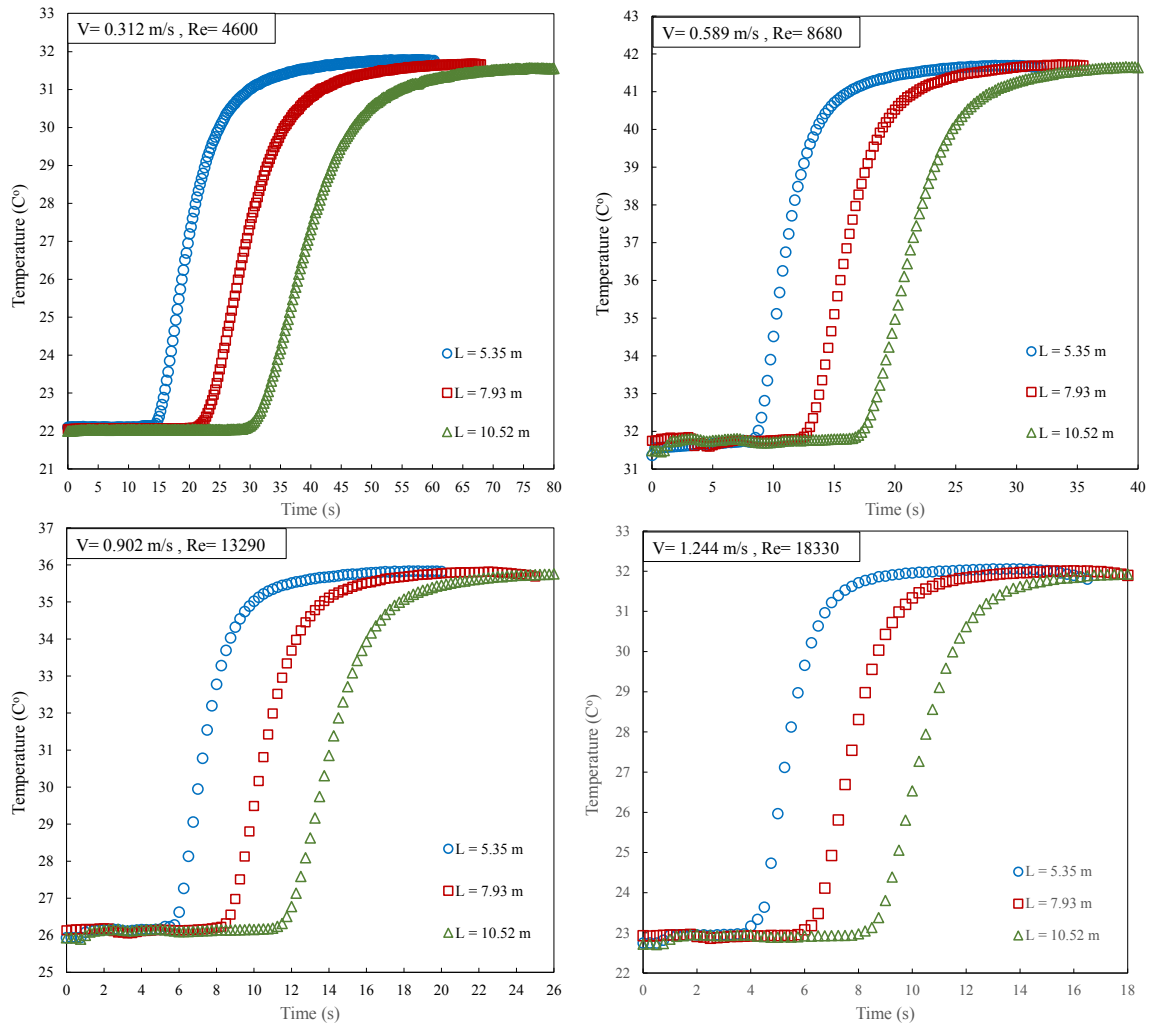 V= 0.312 m/s , Re= 4600
33
32
31
30
29
28
27
26
25
24
23
22
21
Temperature (C°)
L = 5.35 m
L = 7.93 m
L = 10.52 m
0 5 10 15 20 25 30 35 40 45 50 55 60 65 70 75 80
Time (s)
V= 0.589 m/s , Re= 8680
43
42
41
40
39
38
37
36
35
34
33
32
31
Temperature (C°)
L = 5.35 m
L = 7.93 m
L = 10.52 m
0 5 10 15 20 25 30 35 40
Time (s)
V= 0.902 m/s , Re= 13290
37
36
35
34
33
32
31
30
29
28
27
26
25
Temperature (C°)
L = 5.35 m
L = 7.93 m
L = 10.52 m
0 2 4 6 8 10 12 14 16 18 20 22 24 26
Time (s)
V= 1.244 m/s , Re= 18330
33
32
31
30
29
28
27
26
25
24
23
22
Temperature (C°)
L = 5.35 m
L = 7.93 m
L = 10.52 m
0 2 4 6 8 10 12 14 16 18
Time (s)